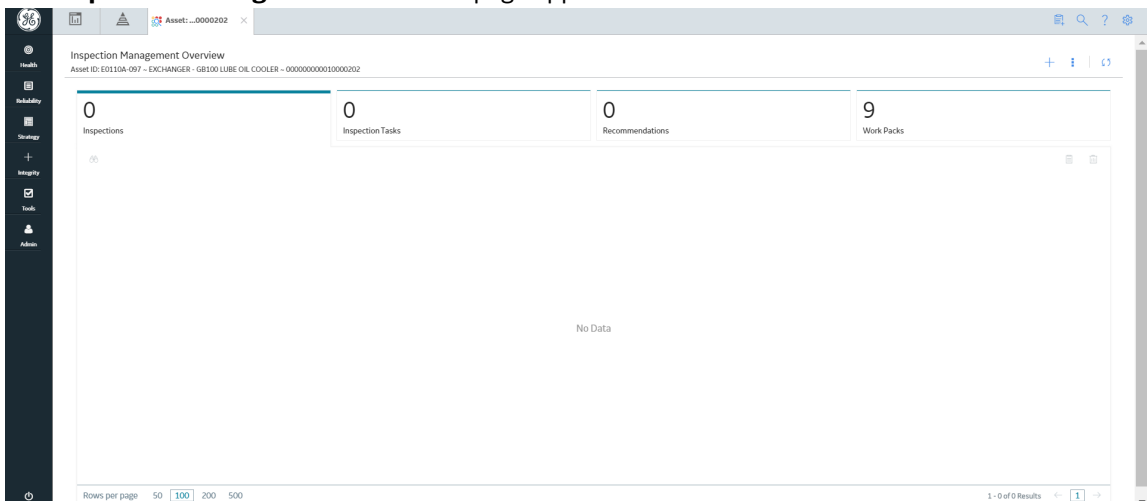 Asset: ...0000202
Health
Reliability
Strategy
Integrity
Tools
Admin
Inspection Management Overview
Asset ID: E0110A-097 ~ EXCHANGER - GB100 LUBE OIL COOLER ~ 000000000010000202
0
Inspections
0
Inspection Tasks
0
Recommendations
9
Work Packs
No Data
Rows per page 50 100 200 500
1 - 0 of 0 Results 1